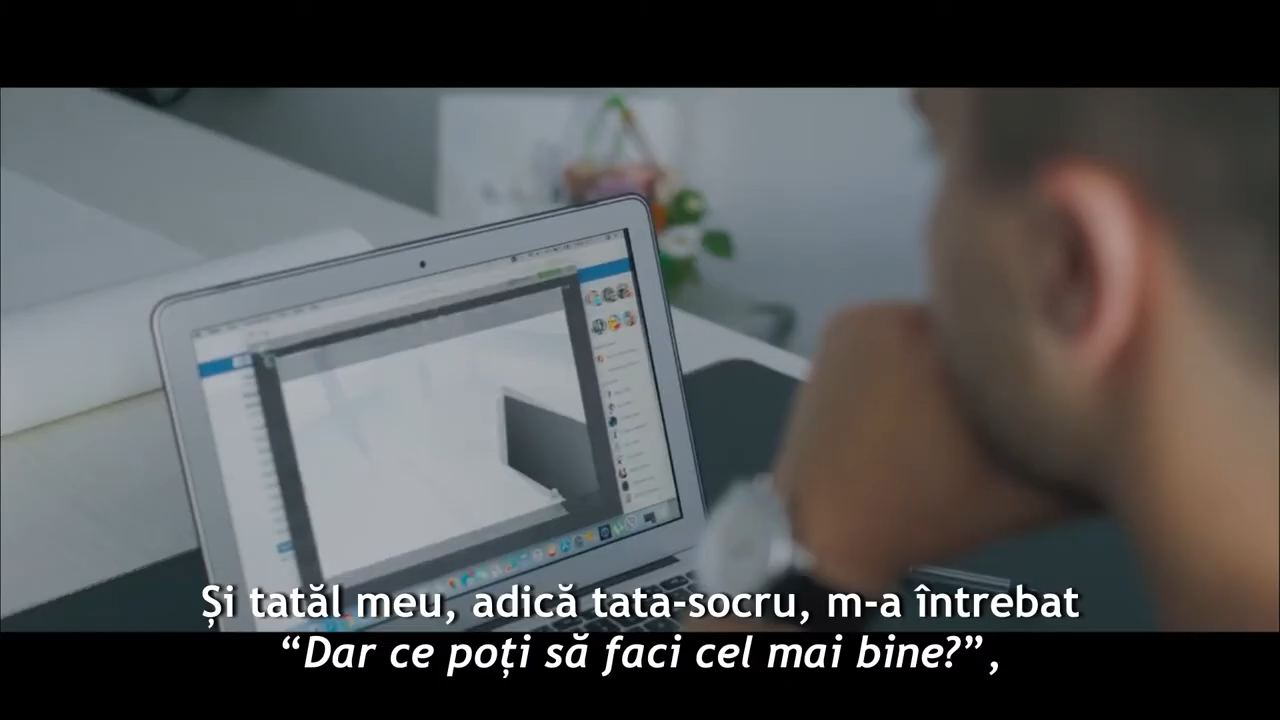 Și tatăl meu, adică tata-socru, m-a întrebat
“Dar ce poți să faci cel mai bine?”,